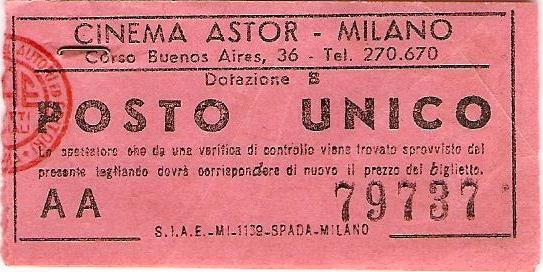 CINEMA ASTOR - MILANO
Corso Buenos Aires, 36 - Tel. 270.670
Dotazione B
POSTO UNICO
Lo spettatore che da una verifica di controllo viene trovato sprovvisto del
presente tagliando dovrà corrispondere di nuovo il prezzo del biglietto.
AA 79737
S.I.A.E.-MI-1139-SPADA-MILANO